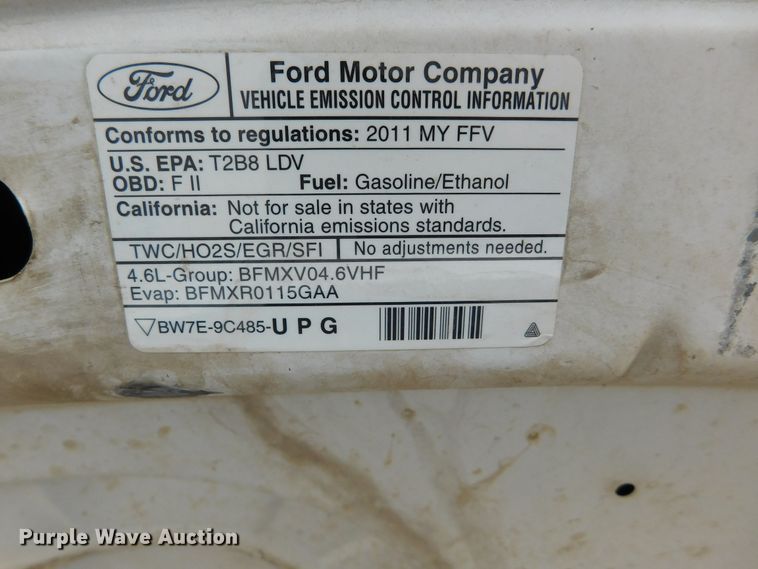 Ford
Ford Motor Company
VEHICLE EMISSION CONTROL INFORMATION
Conforms to regulations: 2011 MY FFV
U.S. EPA: T2B8 LDV
OBD: F II Fuel: Gasoline/Ethanol
California: Not for sale in states with
California emissions standards.
TWC/HO2S/EGR/SFI No adjustments needed.
4.6L-Group: BFMXV04.6VHF
Evap: BFMXR0115GAA
BW7E-9C485-U P G
Purple Wave Auction